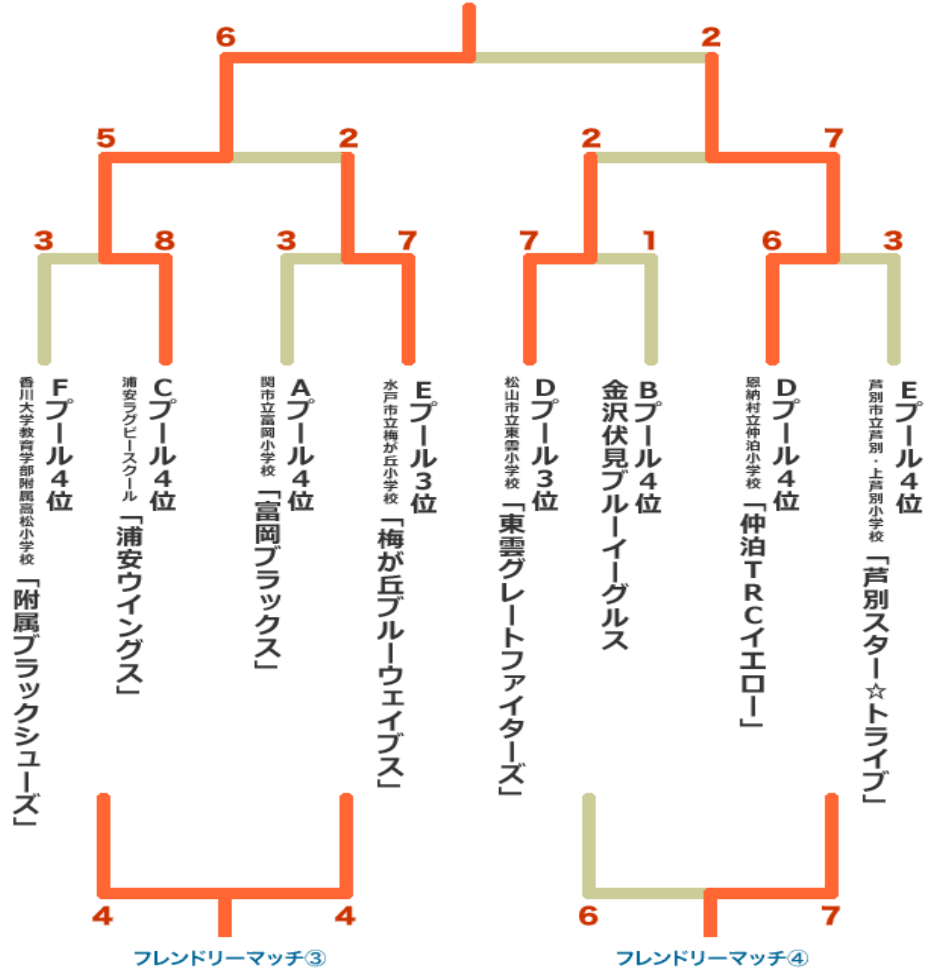 6
2
5
2
2
7
3
8
3
7
7
1
6
3
Fプール4位
香川大学教育学部附属高松小学校「附属ブラックシューズ」
Cプール4位
浦安ラグビースクール「浦安ウイングス」
Aプール4位
関市立富岡小学校「富岡ブラックス」
Eプール3位
水戸市立梅が丘小学校「梅が丘ブルーウェイブス」
Dプール3位
松山市立東雲小学校「東雲グレートファイターズ」
Bプール4位
金沢伏見ブルーイーグルス
Dプール4位
恩納村立仲泊小学校「仲泊TRCイエロー」
Eプール4位
芦別市立芦別・上芦別小学校「芦別スター☆トライブ」
4
4
6
7
フレンドリーマッチ③
フレンドリーマッチ④